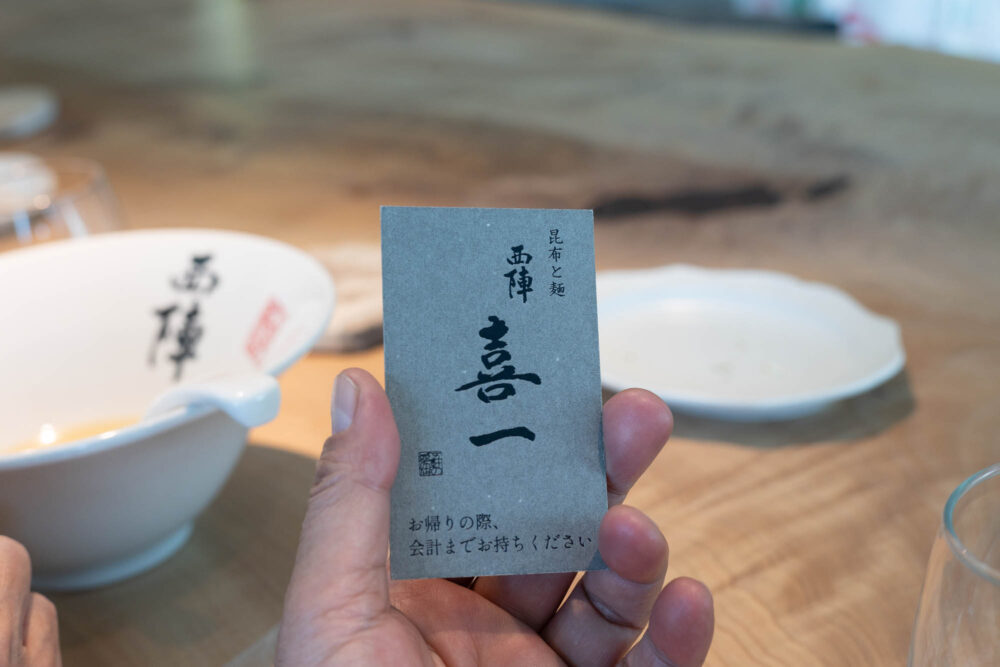 昆布と麺
西陣
喜一
お帰りの際、
会計までお持ちください
西陣